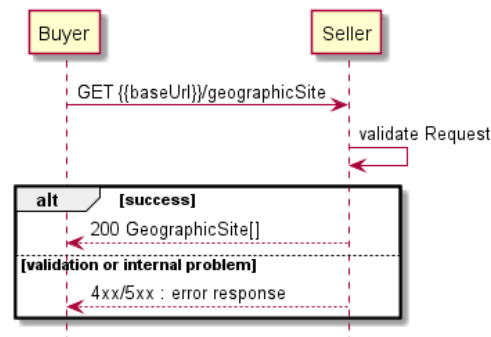 Buyer
Seller
GET {{baseUrl}}/geographicSite
validate Request
alt
[success]
200 GeographicSite[]
[validation or internal problem]
4xx/5xx : error response